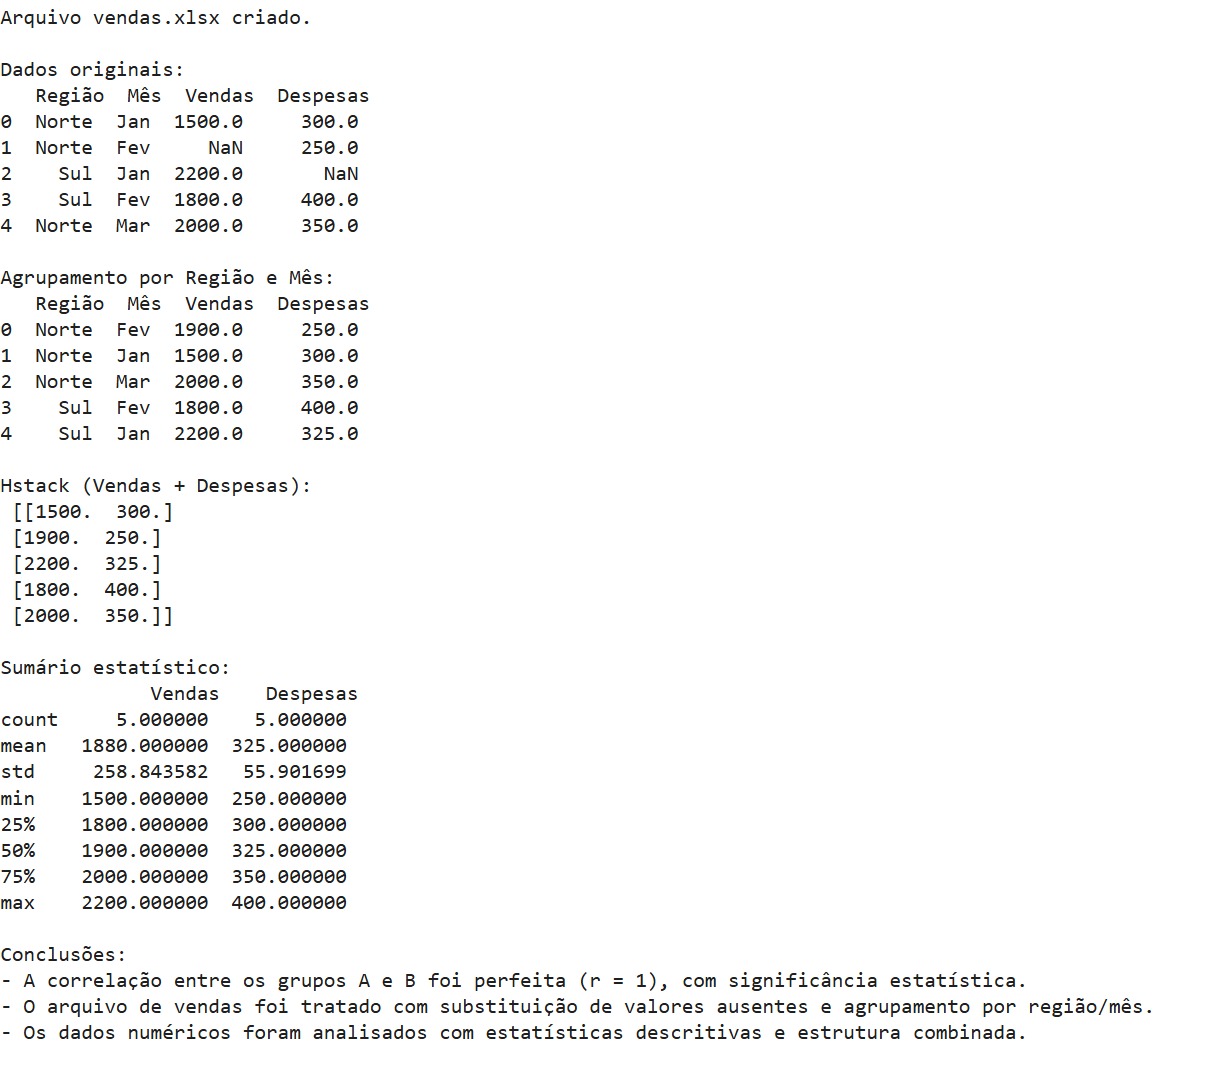 Arquivo vendas.xlsx criado.

Dados originais:
   Região  Mês  Vendas  Despesas
0  Norte  Jan  1500.0     300.0
1  Norte  Fev     NaN     250.0
2    Sul  Jan  2200.0       NaN
3    Sul  Fev  1800.0     400.0
4  Norte  Mar  2000.0     350.0

Agrupamento por Região e Mês:
   Região  Mês  Vendas  Despesas
0  Norte  Fev  1900.0     250.0
1  Norte  Jan  1500.0     300.0
2  Norte  Mar  2000.0     350.0
3    Sul  Fev  1800.0     400.0
4    Sul  Jan  2200.0     325.0

Hstack (Vendas + Despesas):
 [[1500.  300.]
 [1900.  250.]
 [2200.  325.]
 [1800.  400.]
 [2000.  350.]]

Sumário estatístico:
             Vendas    Despesas
count     5.000000    5.000000
mean   1880.000000  325.000000
std     258.843582   55.901699
min    1500.000000  250.000000
25%    1800.000000  300.000000
50%    1900.000000  325.000000
75%    2000.000000  350.000000
max    2200.000000  400.000000

Conclusões:
- A correlação entre os grupos A e B foi perfeita (r = 1), com significância estatística.
- O arquivo de vendas foi tratado com substituição de valores ausentes e agrupamento por região/mês.
- Os dados numéricos foram analisados com estatísticas descritivas e estrutura combinada.